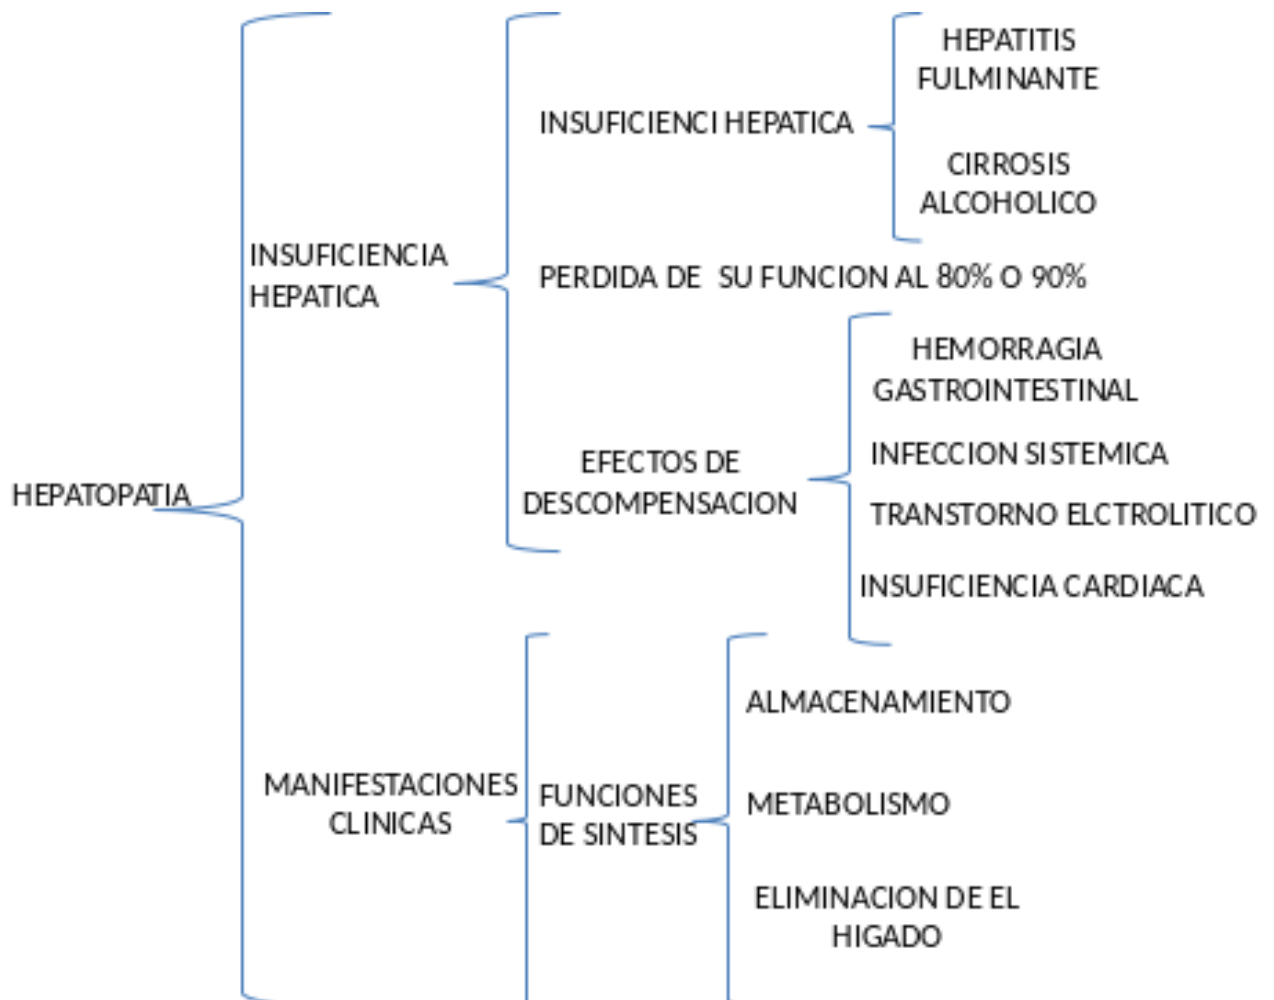 HEPATOPATIA
INSUFICIENCIA
HEPATICA
INSUFICIENCI HEPATICA
HEPATITIS
FULMINANTE
CIRROSIS
ALCOHOLICO
PERDIDA DE  SU FUNCION AL 80% O 90%
EFECTOS DE
DESCOMPENSACION
HEMORRAGIA
GASTROINTESTINAL
INFECCION SISTEMICA
TRANSTORNO ELCTROLITICO
INSUFICIENCIA CARDIACA
MANIFESTACIONES
CLINICAS
FUNCIONES
DE SINTESIS
ALMACENAMIENTO
METABOLISMO
ELIMINACION DE EL
HIGADO